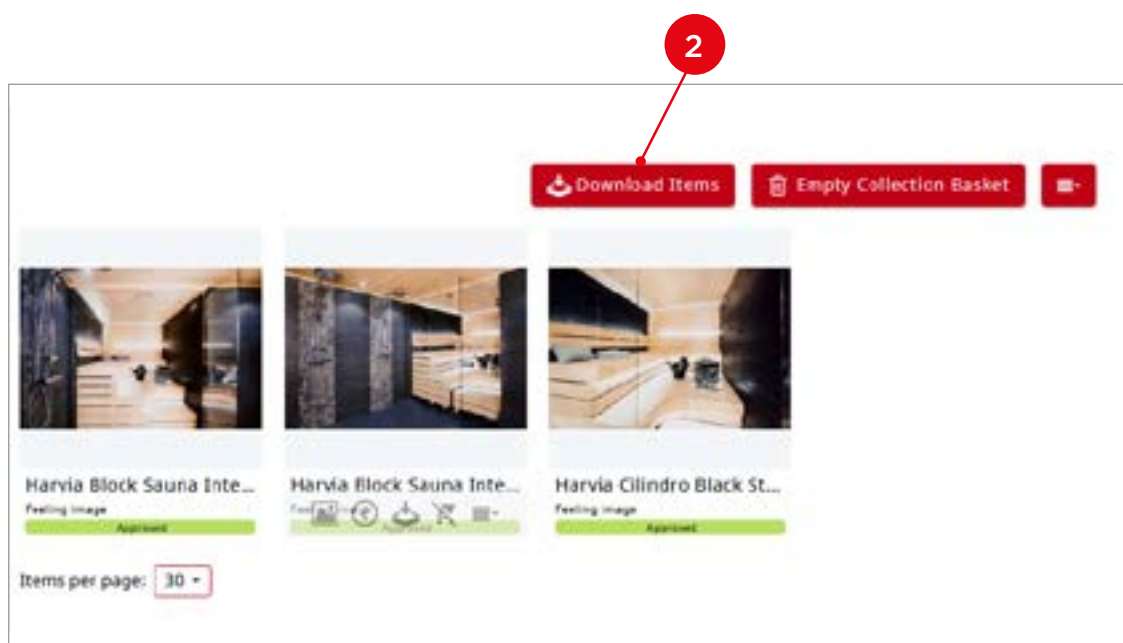 2
Download Items
Empty Collection Basket
Harvia Block Sauna Inte...
Harvia Block Sauna Inte...
Harvia Cilindro Black St...
Feeling image
Feeling image
Approved
Approved
Approved
Items per page: 30